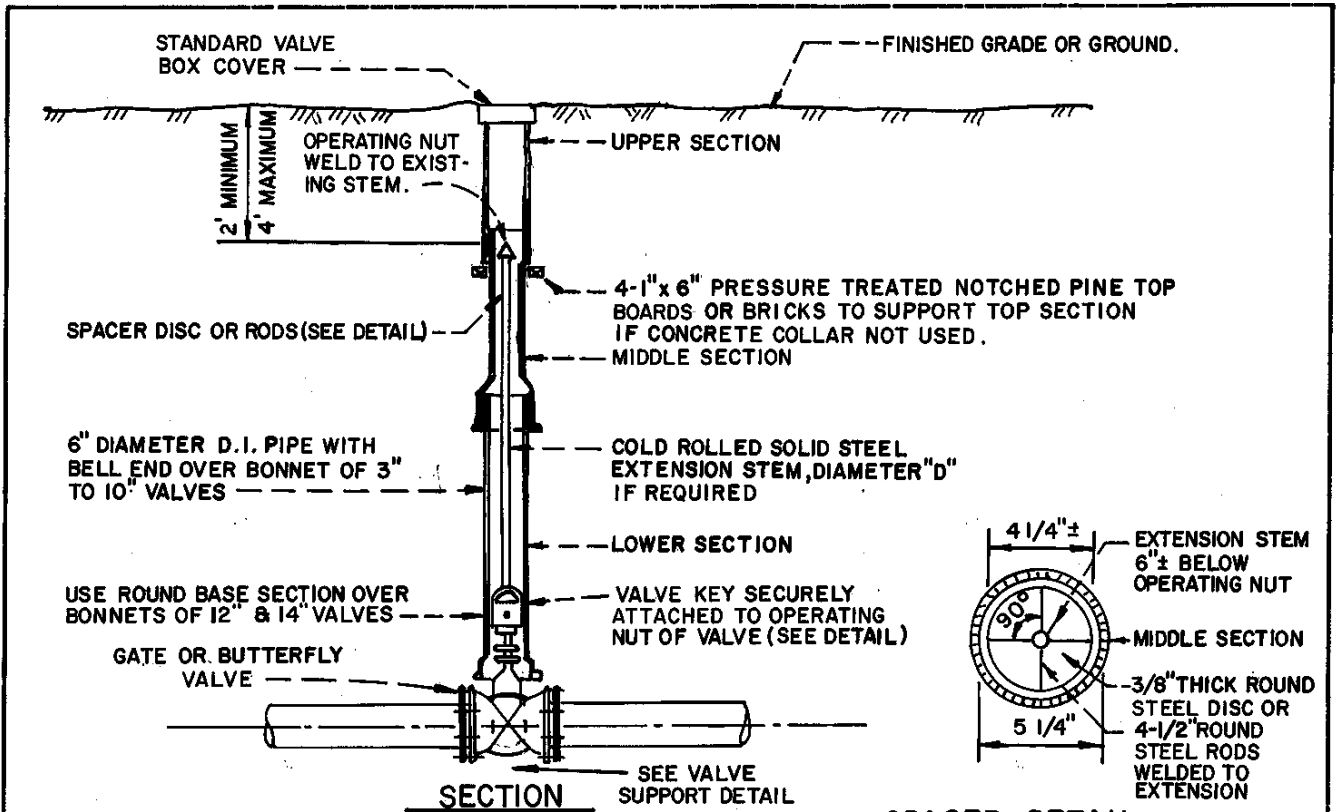 STANDARD VALVE
BOX COVER
FINISHED GRADE OR GROUND.
2' MINIMUM
4' MAXIMUM
OPERATING NUT
WELD TO EXIST-
ING STEM.
UPPER SECTION
4-1"x 6" PRESSURE TREATED NOTCHED PINE TOP
BOARDS OR BRICKS TO SUPPORT TOP SECTION
IF CONCRETE COLLAR NOT USED.
SPACER DISC OR RODS (SEE DETAIL)
MIDDLE SECTION
6" DIAMETER D.I. PIPE WITH
BELL END OVER BONNET OF 3"
TO 10" VALVES
COLD ROLLED SOLID STEEL
EXTENSION STEM, DIAMETER "D"
IF REQUIRED
LOWER SECTION
USE ROUND BASE SECTION OVER
BONNETS OF 12" & 14" VALVES
VALVE KEY SECURELY
ATTACHED TO OPERATING
NUT OF VALVE (SEE DETAIL)
GATE OR BUTTERFLY
VALVE
SEE VALVE
SUPPORT DETAIL
SECTION
4 1/4"±
EXTENSION STEM
6"± BELOW
OPERATING NUT
90°
MIDDLE SECTION
3/8" THICK ROUND
STEEL DISC OR
4-1/2" ROUND
STEEL RODS
WELDED TO
EXTENSION
5 1/4"